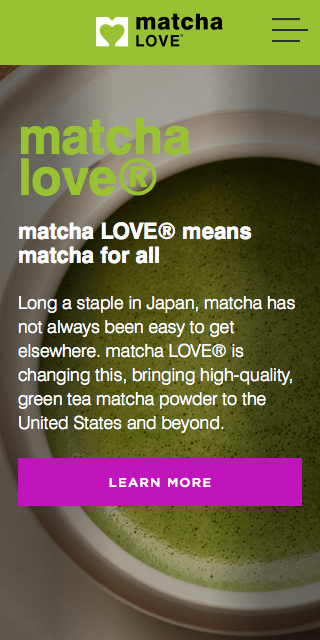 matcha
LOVE®
matcha
love®
matcha LOVE® means
matcha for all
Long a staple in Japan, matcha has
not always been easy to get
elsewhere. matcha LOVE® is
changing this, bringing high-quality,
green tea matcha powder to the
United States and beyond.
LEARN MORE